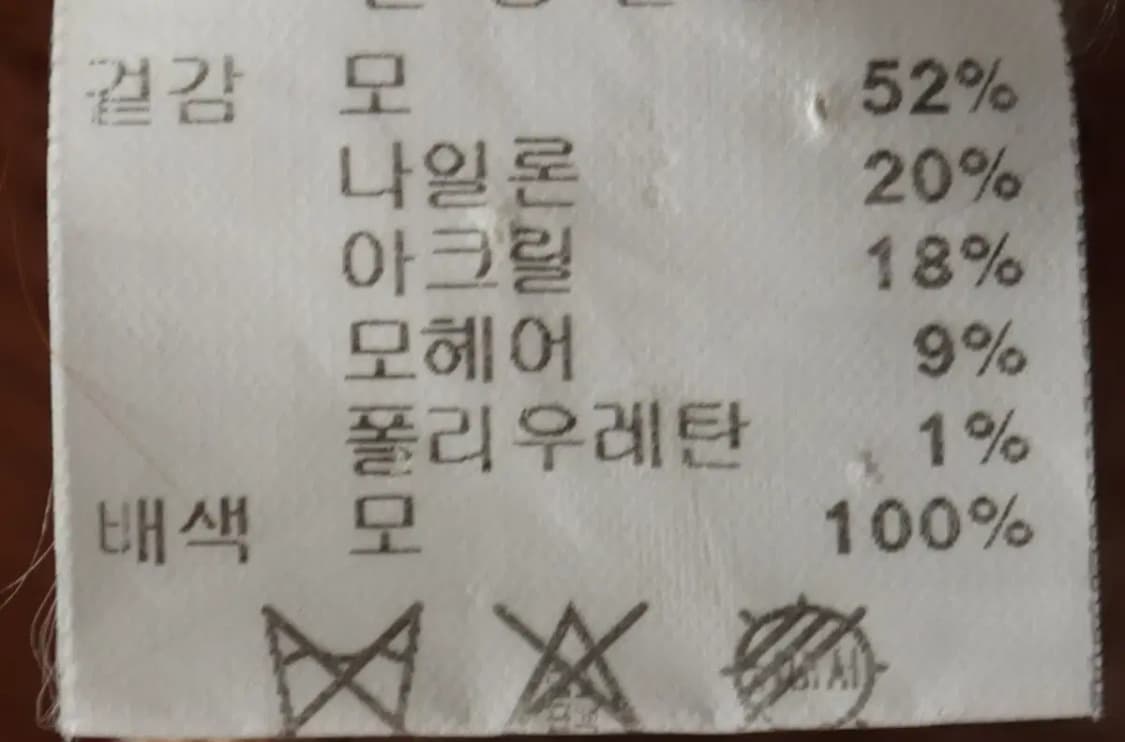 겉감 모 52%
나일론 20%
아크릴 18%
모헤어 9%
폴리우레탄 1%
배색 모 100%